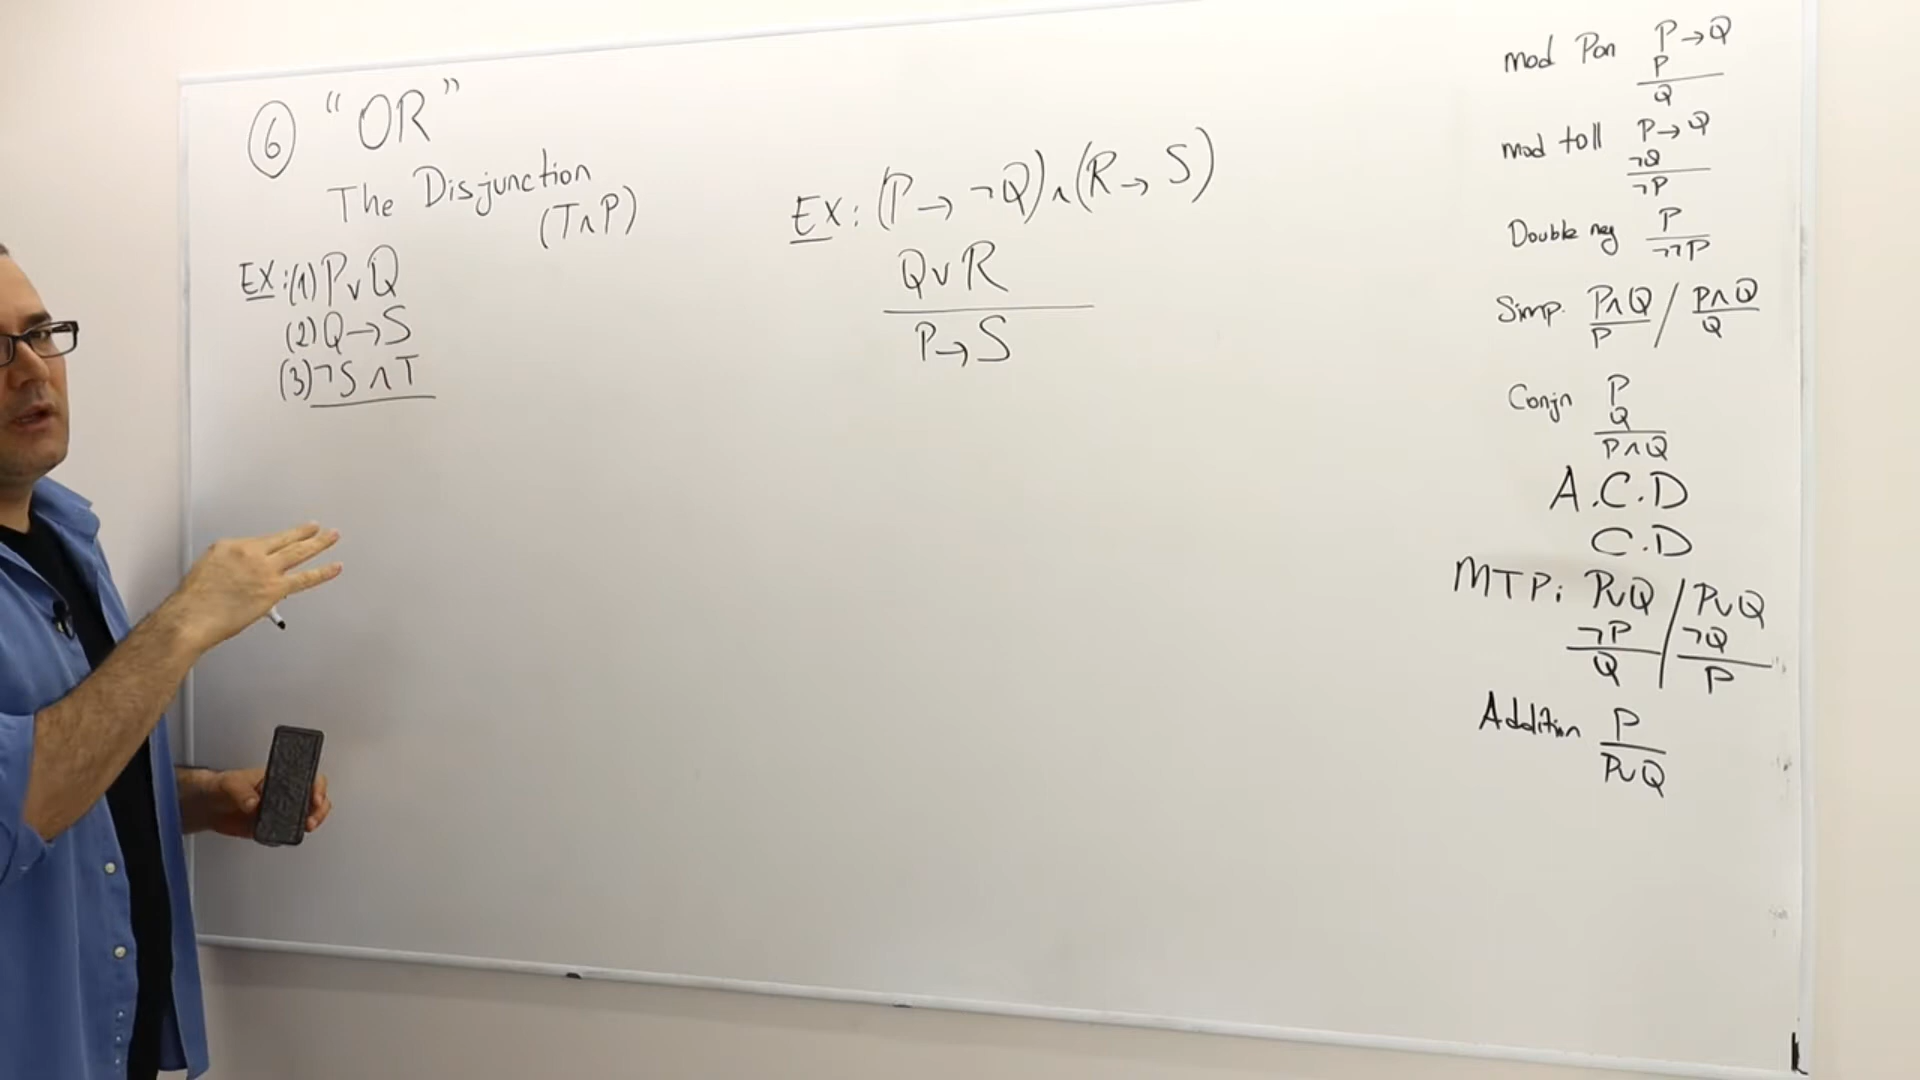 ⑥ “OR”
The Disjunction
(T∧P)
EX: (1) P∨Q
(2) Q→S
(3) ¬S∧T
EX: (P→¬Q)∧(R→S)
Q∨R
P→S
mod Pon P→Q
P
Q
mod toll P→Q
¬Q
¬P
Double neg P
¬¬P
Simp. P∧Q / P∧Q
P Q
Conjn P
Q
P∧Q
A.C.D
C.D
MTP: P∨Q / P∨Q
¬P ¬Q
Q P
Addition P
P∨Q